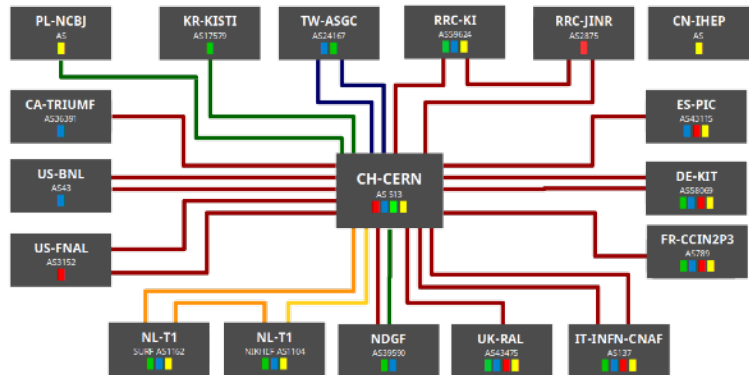 PL-NCBJ
AS
KR-KISTI
AS17579
TW-ASGC
AS24167
RRC-KI
AS59624
RRC-JINR
AS2875
CN-IHEP
AS
CA-TRIUMF
AS36391
ES-PIC
AS43115
US-BNL
AS43
CH-CERN
AS 513
DE-KIT
AS58069
US-FNAL
AS3152
FR-CCIN2P3
AS789
NL-T1
SURF AS1162
NL-T1
NIKHEF AS1104
NDGF
AS39590
UK-RAL
AS43475
IT-INFN-CNAF
AS137